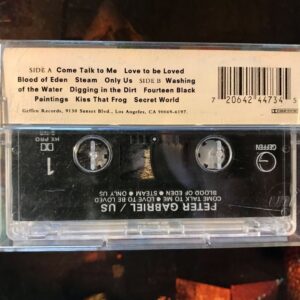 SIDE A Come Talk to Me Love to be Loved
Blood of Eden Steam Only Us SIDE B Washing
of the Water Digging in the Dirt Fourteen Black
Paintings Kiss That Frog Secret World
Geffen Records, 9130 Sunset Blvd., Los Angeles, CA 90069-6197.
7 20642 44734 5
HX PRO
1
GEFFEN
PETER GABRIEL / US
COME TALK TO ME ● LOVE TO BE LOVED
BLOOD OF EDEN ● STEAM ● ONLY US